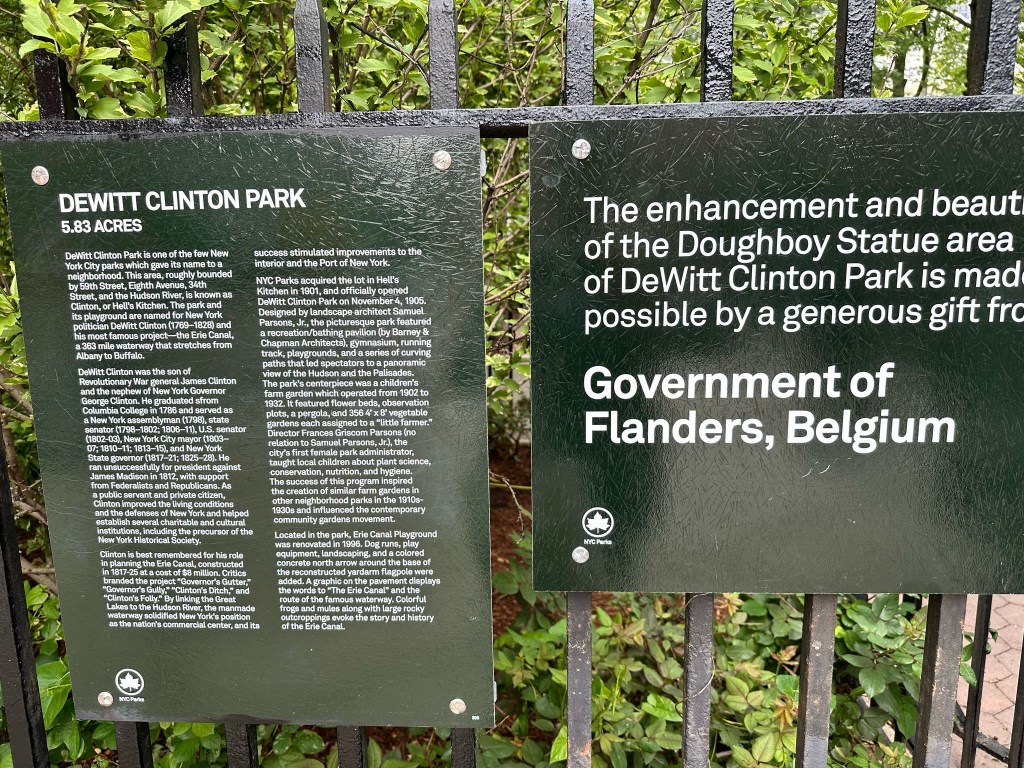 DEWITT CLINTON PARK
5.83 ACRES
DeWitt Clinton Park is one of the few New
York City parks which gave its name to a
neighborhood. This area, roughly bounded
by 59th Street, Eighth Avenue, 34th
Street, and the Hudson River, is known as
Clinton, or Hell's Kitchen. The park and
its playground are named for New York
politician DeWitt Clinton (1769–1828) and
his most famous project—the Erie Canal,
a 363 mile waterway that stretches from
Albany to Buffalo.
DeWitt Clinton was the son of
Revolutionary War general James Clinton
and the nephew of New York Governor
George Clinton. He graduated sfrom
Columbia College in 1786 and served as
a New York assemblyman (1798), state
senator (1798–1802; 1806–11), U.S. senator
(1802-03), New York City mayor (1803–
07; 1810–11; 1813–15), and New York
State governor (1817–21; 1825–28). He
ran unsuccessfully for president against
James Madison in 1812, with support
from Federalists and Republicans. As
a public servant and private citizen,
Clinton improved the living conditions
and the defenses of New York and helped
establish several charitable and cultural
institutions, including the precursor of the
New York Historical Society.
Clinton is best remembered for his role
in planning the Erie Canal, constructed
in 1817-25 at a cost of $8 million. Critics
branded the project "Governor's Gutter,"
"Governor's Gully," "Clinton's Ditch," and
"Clinton's Folly." By linking the Great
Lakes to the Hudson River, the manmade
waterway solidified New York's position
as the nation's commercial center, and its
success stimulated improvements to the
interior and the Port of New York.
NYC Parks acquired the lot in Hell's
Kitchen in 1901, and officially opened
DeWitt Clinton Park on November 4, 1905.
Designed by landscape architect Samuel
Parsons, Jr., the picturesque park featured
a recreation/bathing pavilion (by Barney &
Chapman Architects), gymnasium, running
track, playgrounds, and a series of curving
paths that led spectators to a panoramic
view of the Hudson and the Palisades.
The park's centerpiece was a children's
farm garden which operated from 1902 to
1932. It featured flower beds, observation
plots, a pergola, and 356 4' x 8' vegetable
gardens each assigned to a "little farmer."
Director Frances Griscom Parsons (no
relation to Samuel Parsons, Jr.), the
city's first female park administrator,
taught local children about plant science,
conservation, nutrition, and hygiene.
The success of this program inspired
the creation of similar farm gardens in
other neighborhood parks in the 1910s-
1930s and influenced the contemporary
community gardens movement.
Located in the park, Erie Canal Playground
was renovated in 1996. Dog runs, play
equipment, landscaping, and a colored
concrete north arrow around the base of
the reconstructed yardarm flagpole were
added. A graphic on the pavement displays
the words to "The Erie Canal" and the
route of the famous waterway. Colorful
frogs and mules along with large rocky
outcroppings evoke the story and history
of the Erie Canal.
NYC Parks
The enhancement and beauti
of the Doughboy Statue area
of DeWitt Clinton Park is made
possible by a generous gift fro
Government of
Flanders, Belgium
NYC Parks